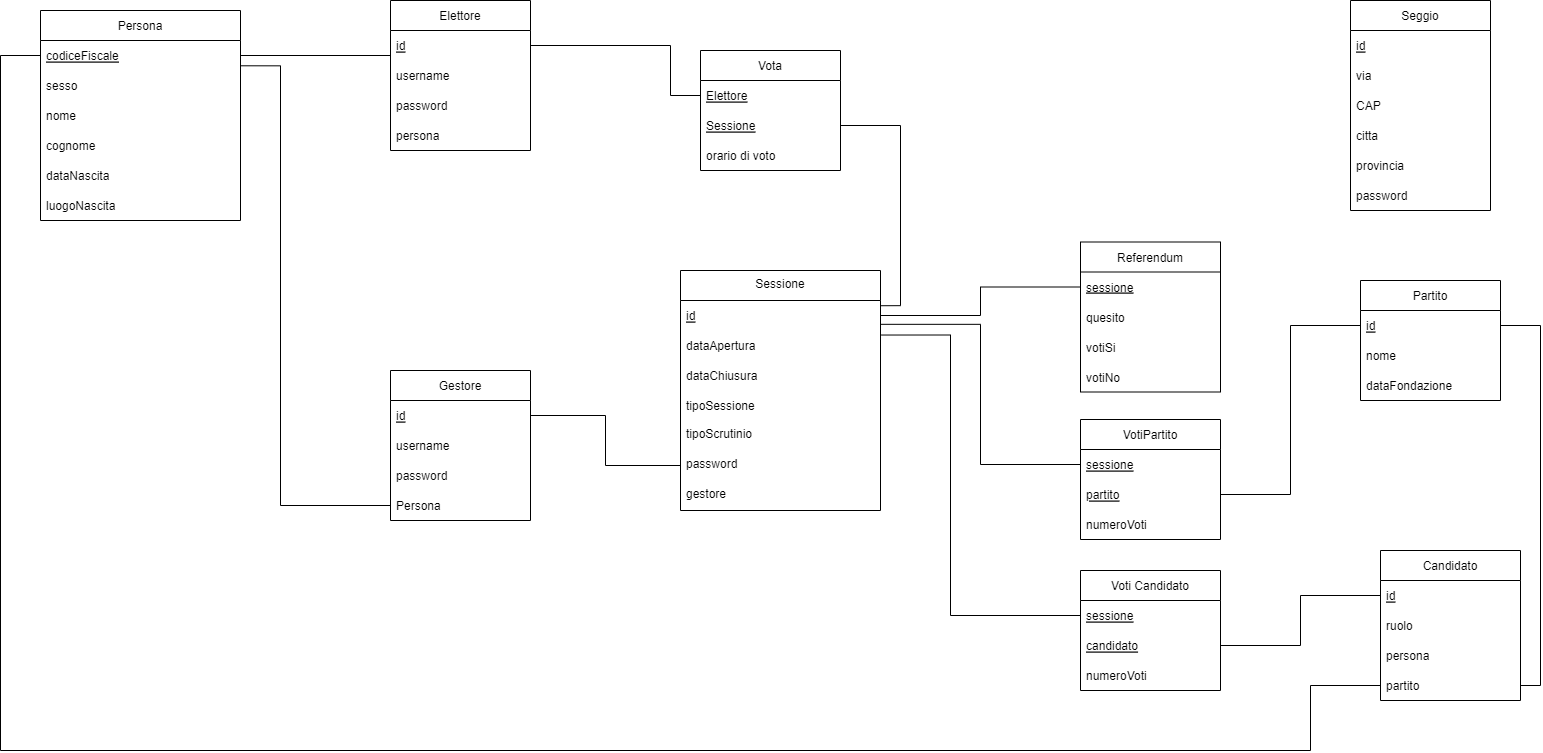 Persona
codiceFiscale
sesso
nome
cognome
dataNascita
luogoNascita
Elettore
id
username
password
persona
Vota
Elettore
Sessione
orario di voto
Seggio
id
via
CAP
citta
provincia
password
Gestore
id
username
password
Persona
Sessione
id
dataApertura
dataChiusura
tipoSessione
tipoScrutinio
password
gestore
Referendum
sessione
quesito
votiSi
votiNo
Partito
id
nome
dataFondazione
VotiPartito
sessione
partito
numeroVoti
Voti Candidato
sessione
candidato
numeroVoti
Candidato
id
ruolo
persona
partito